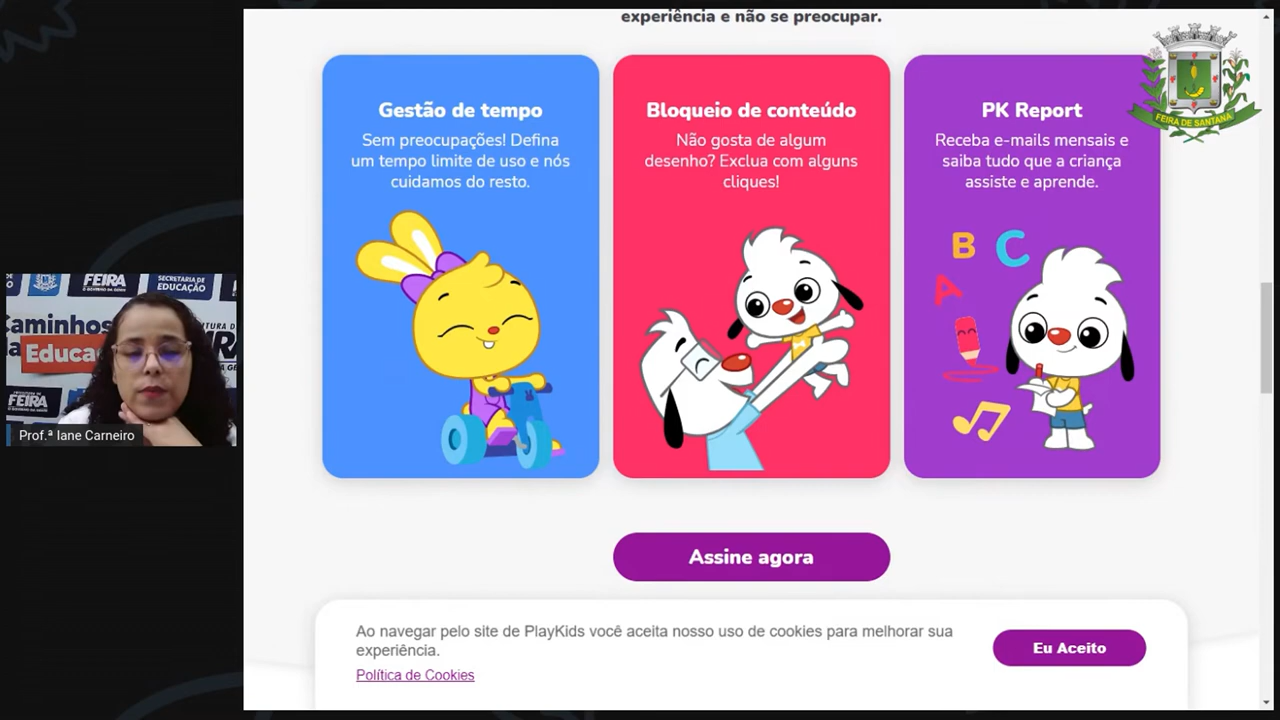 experiência e não se preocupar.
Gestão de tempo
Sem preocupações! Defina
um tempo limite de uso e nós
cuidamos do resto.
Bloqueio de conteúdo
Não gosta de algum
desenho? Exclua com alguns
cliques!
PK Report
Receba e-mails mensais e
saiba tudo que a criança
assiste e aprende.
FEIRA DE SANTANA
B
C
A
FEIRA
SECRETARIA DE
EDUCAÇÃO
Caminhos
Educa
FEIRA
Prof.ª Iane Carneiro
Assine agora
Ao navegar pelo site de PlayKids você aceita nosso uso de cookies para melhorar sua
experiência.
Política de Cookies
Eu Aceito